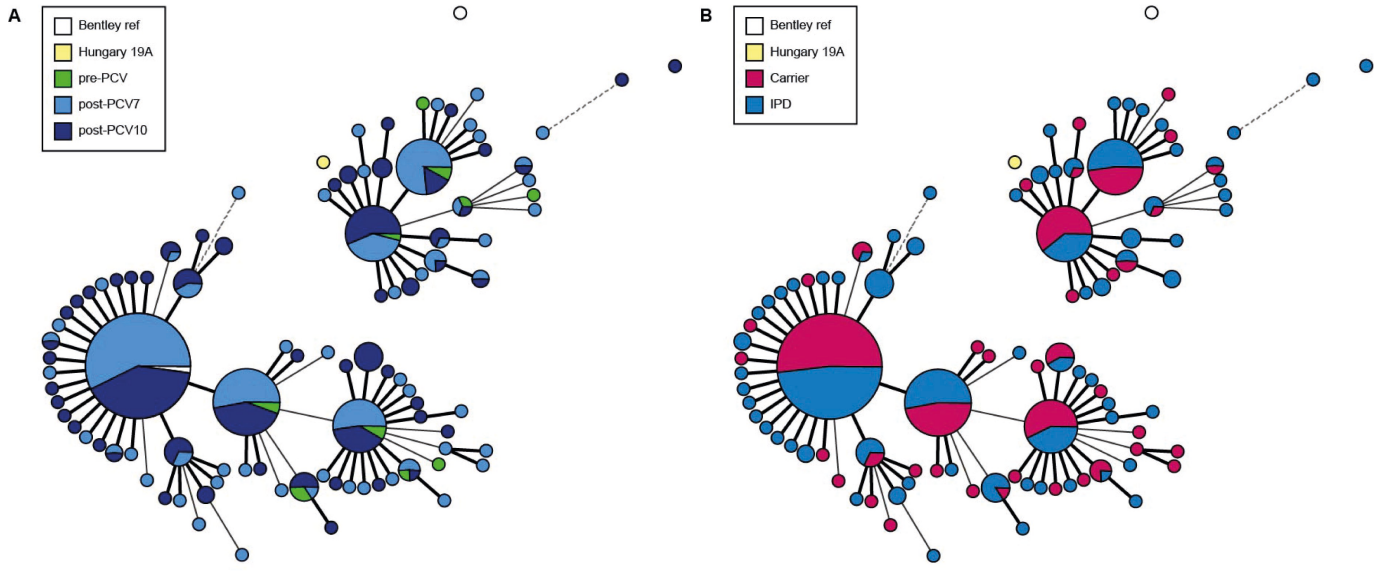 A
Bentley ref
Hungary 19A
pre-PCV
post-PCV7
post-PCV10
B
Bentley ref
Hungary 19A
Carrier
IPD